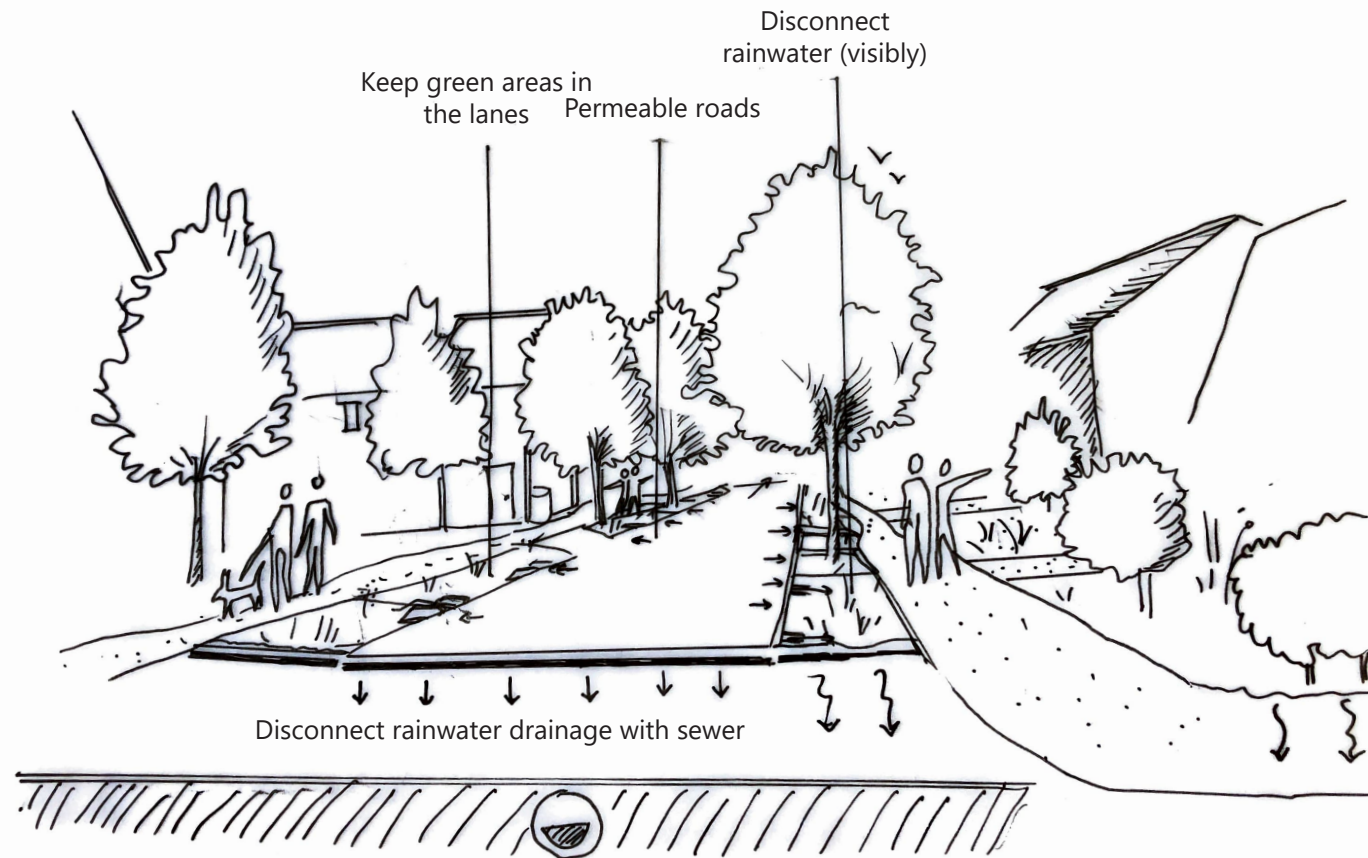 Disconnect
rainwater (visibly)
Keep green areas in
the lanes
Permeable roads
Disconnect rainwater drainage with sewer